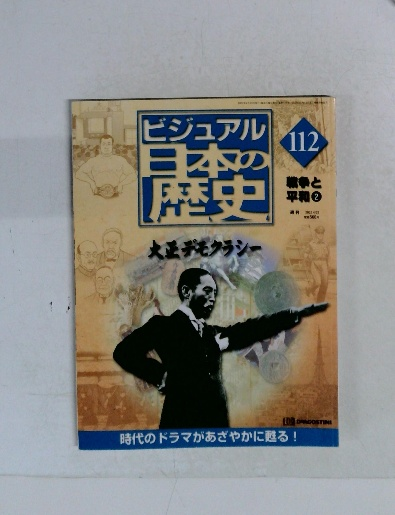 ビジュアル
日本の
歴史
112
戦争と
平和2
週刊
大正デモクラシー
DeAGOSTINI
時代のドラマがあざやかに甦る!